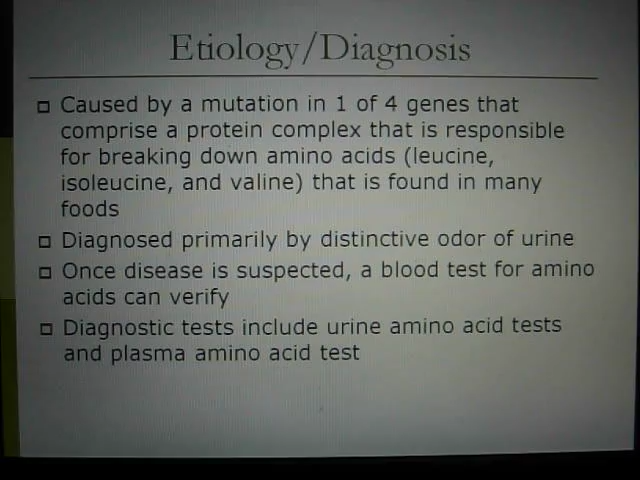 Etiology/Diagnosis
Caused by a mutation in 1 of 4 genes that
comprise a protein complex that is responsible
for breaking down amino acids (leucine,
isoleucine, and valine) that is found in many
foods
Diagnosed primarily by distinctive odor of urine
Once disease is suspected, a blood test for amino
acids can verify
Diagnostic tests include urine amino acid tests
and plasma amino acid test